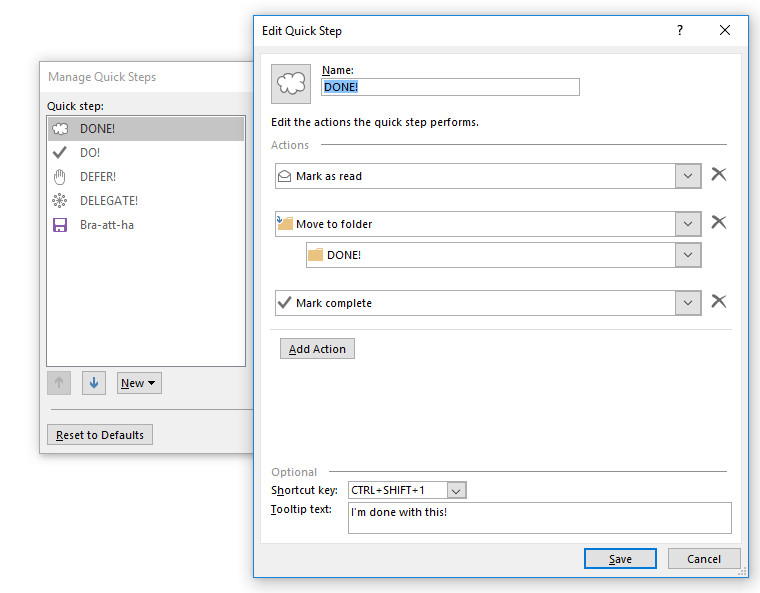 Manage Quick Steps
Quick step:
DONE!
DO!
DEFER!
DELEGATE!
Bra-att-ha
New
Reset to Defaults
Edit Quick Step
?
Name:
DONE!
Edit the actions the quick step performs.
Actions
Mark as read
Move to folder
DONE!
Mark complete
Add Action
Optional
Shortcut key: CTRL+SHIFT+1
Tooltip text: I'm done with this!
Save Cancel